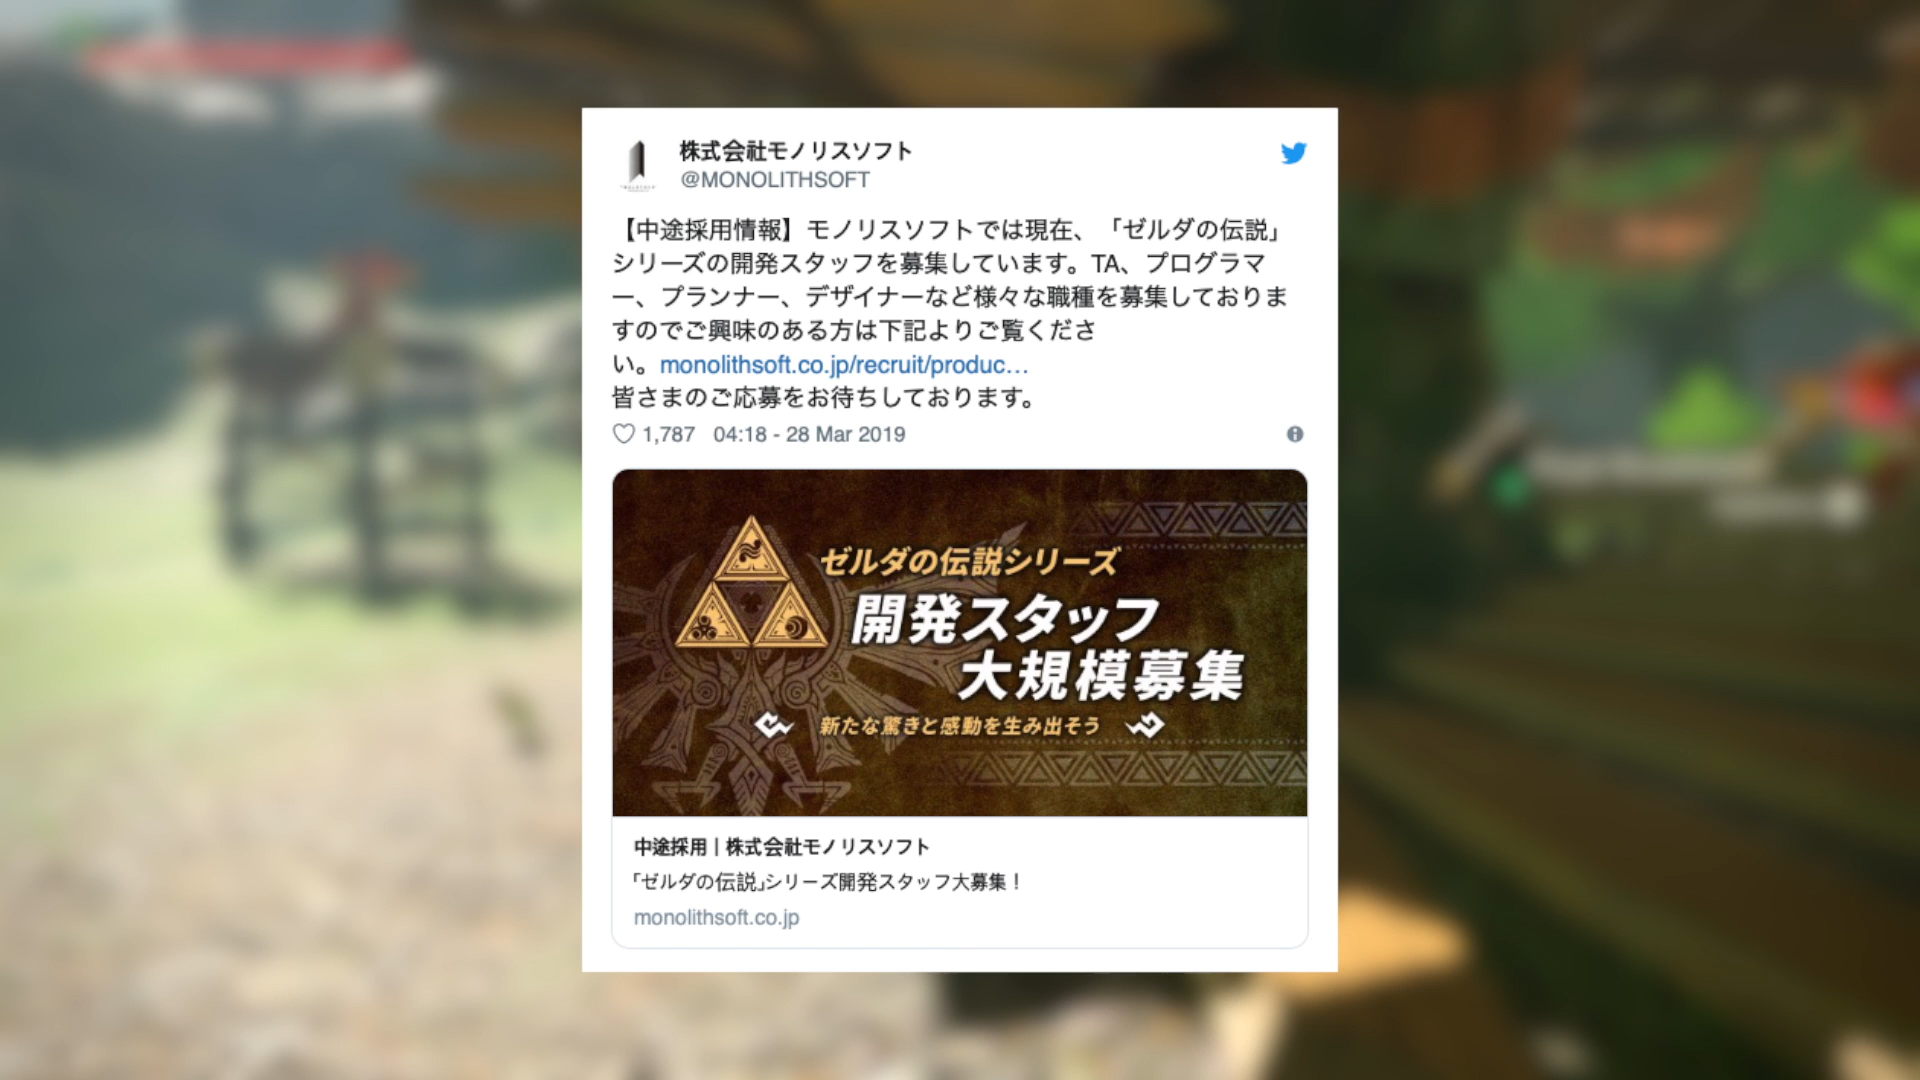 株式会社モノリスソフト
@MONOLITHSOFT
【中途採用情報】モノリスソフトでは現在、「ゼルダの伝説」
シリーズの開発スタッフを募集しています。TA、プログラマ
ー、プランナー、デザイナーなど様々な職種を募集しておりま
すのでご興味のある方は下記よりご覧くださ
い。monolithsoft.co.jp/recruit/produc…
皆さまのご応募をお待ちしております。
1,787 04:18 - 28 Mar 2019
ゼルダの伝説シリーズ
開発スタッフ
大規模募集
新たな驚きと感動を生み出そう
中途採用 | 株式会社モノリスソフト
「ゼルダの伝説」シリーズ開発スタッフ大募集！
monolithsoft.co.jp